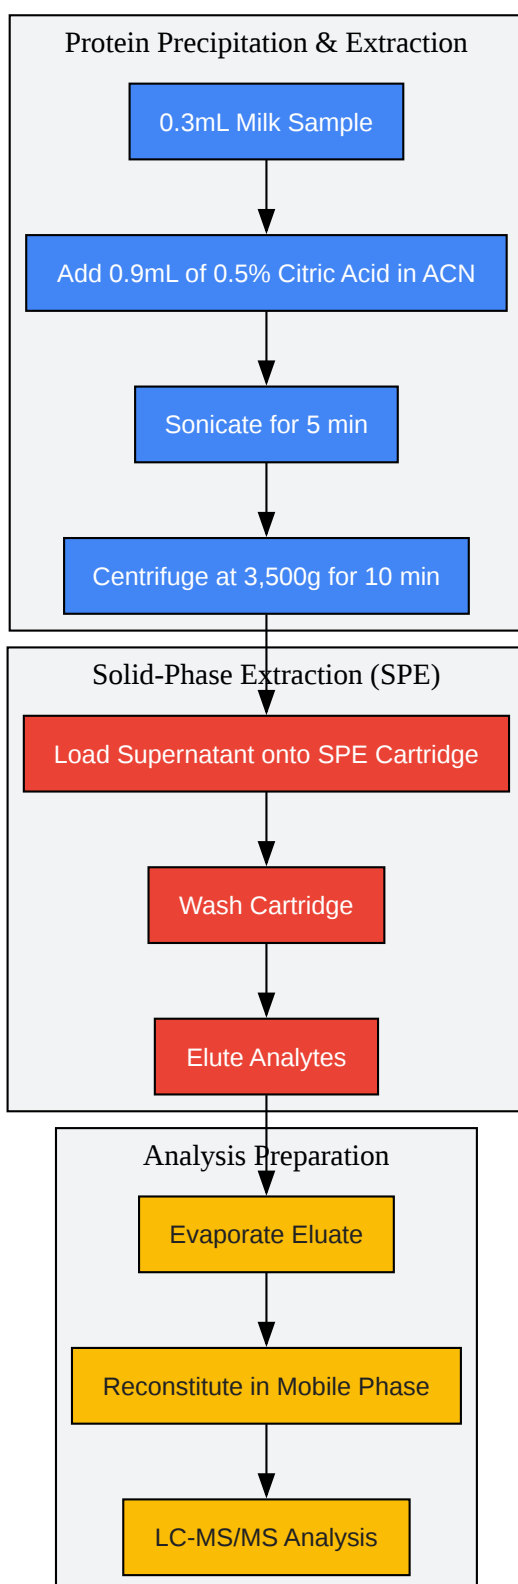 Protein Precipitation & Extraction
0.3mL Milk Sample
Add 0.9mL of 0.5% Citric Acid in ACN
Sonicate for 5 min
Centrifuge at 3,500g for 10 min
Solid-Phase Extraction (SPE)
Load Supernatant onto SPE Cartridge
Wash Cartridge
Elute Analytes
Analysis Preparation
Evaporate Eluate
Reconstitute in Mobile Phase
LC-MS/MS Analysis